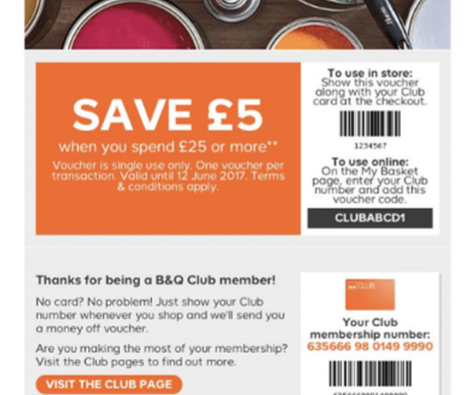 SAVE £5
when you spend £25 or more**
Voucher is single use only. One voucher per
transaction. Valid until 12 June 2017. Terms
& conditions apply.
To use in store:
Show this voucher
along with your Club
card at the checkout.
1234567
To use online:
On the My Basket
page, enter your Club
number and add this
voucher code.
CLUBABCD1
Thanks for being a B&Q Club member!
No card? No problem! Just show your Club
number whenever you shop and we'll send you
a money off voucher.
Are you making the most of your membership?
Visit the Club pages to find out more.
VISIT THE CLUB PAGE
CLUB
Your Club
membership number:
635666 98 0149 9990